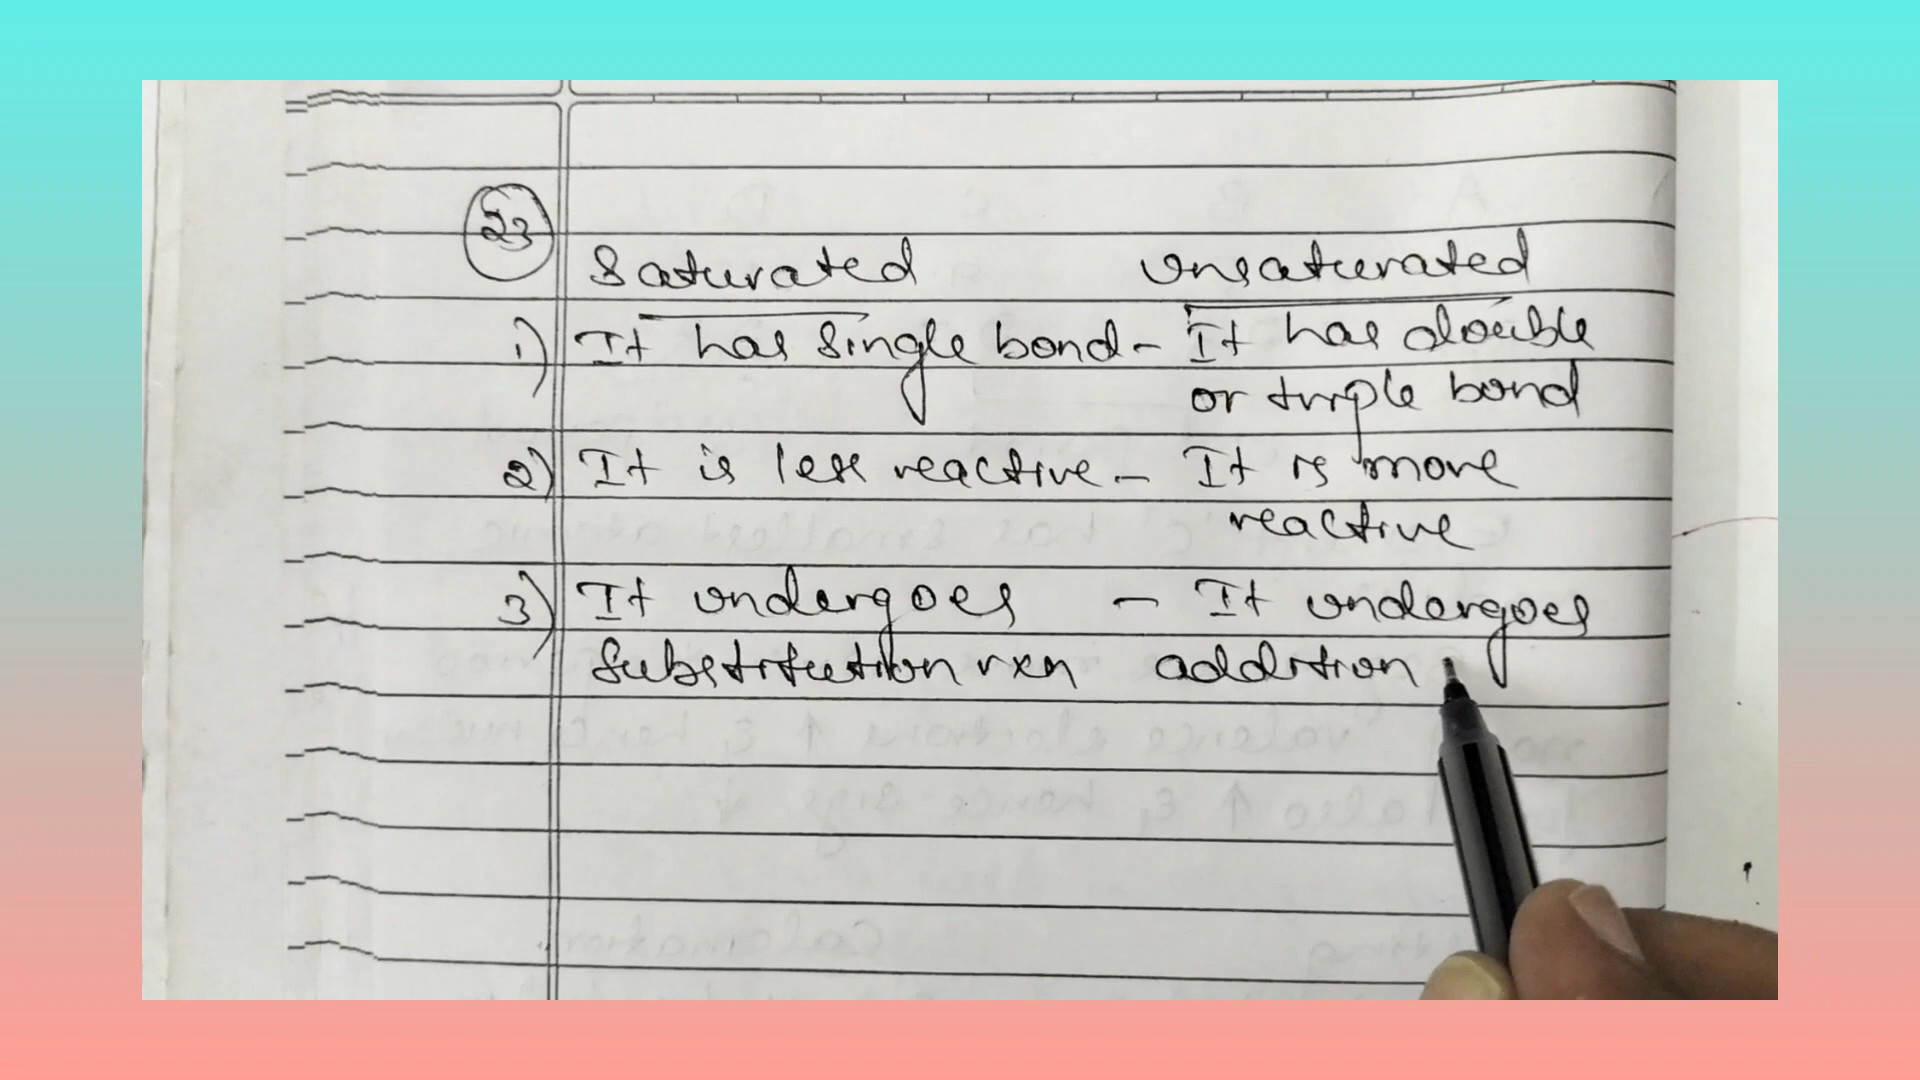 23
Saturated unsaturated
1) It has single bond - It has double
or triple bond
2) It is less reactive - It is more
reactive
3) It undergoes - It undergoes
Substitution rxn addition